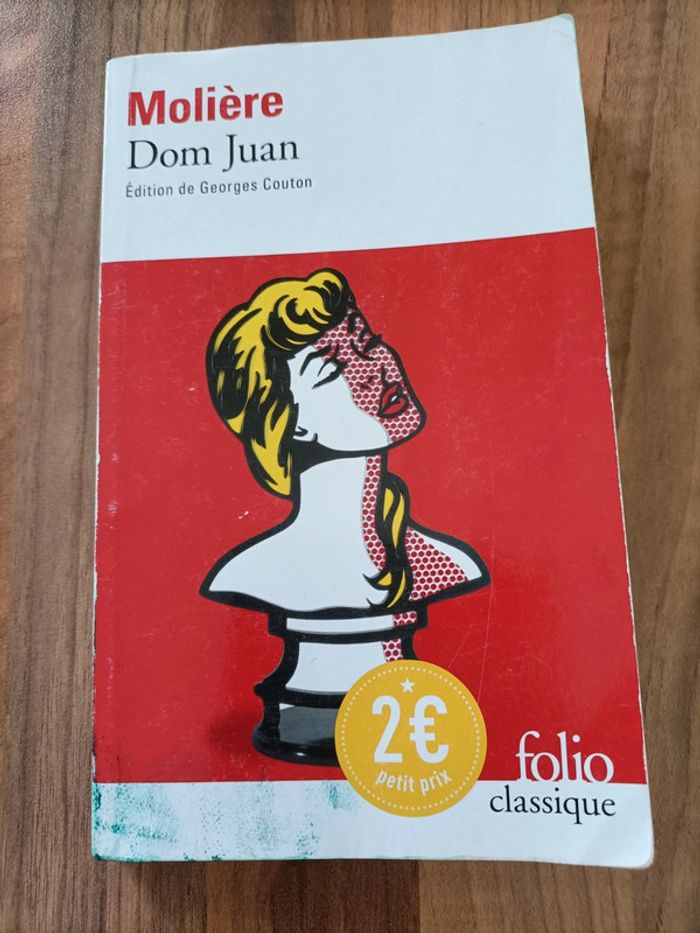 Molière
Dom Juan
Édition de Georges Couton
2€
petit prix
folio
classique